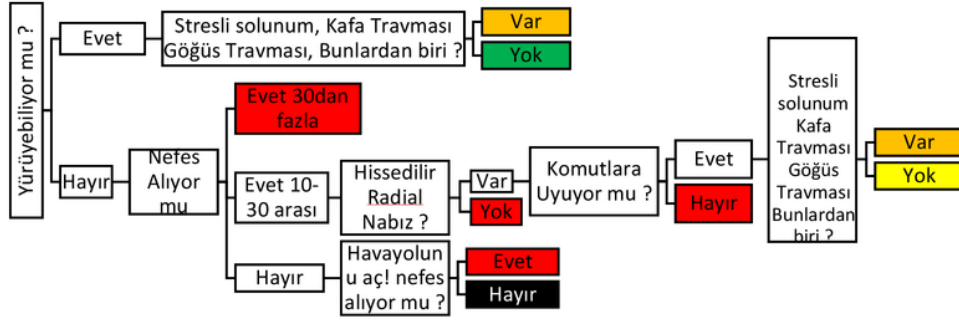 Yürüyebiliyor mu ?
Evet
Stresli solunum, Kafa Travması
Göğüs Travması, Bunlardan biri ?
Var
Yok
Hayır
Nefes
Alıyor
mu
Evet 30dan
fazla
Evet 10-
30 arası
Hissedilir
Radial
Nabız ?
Var
Yok
Komutlara
Uyuyor mu ?
Evet
Hayır
Stresli
solunum
Kafa
Travması
Göğüs
Travması
Bunlardan
biri ?
Var
Yok
Hayır
Havayolun
u aç! nefes
alıyor mu ?
Evet
Hayır